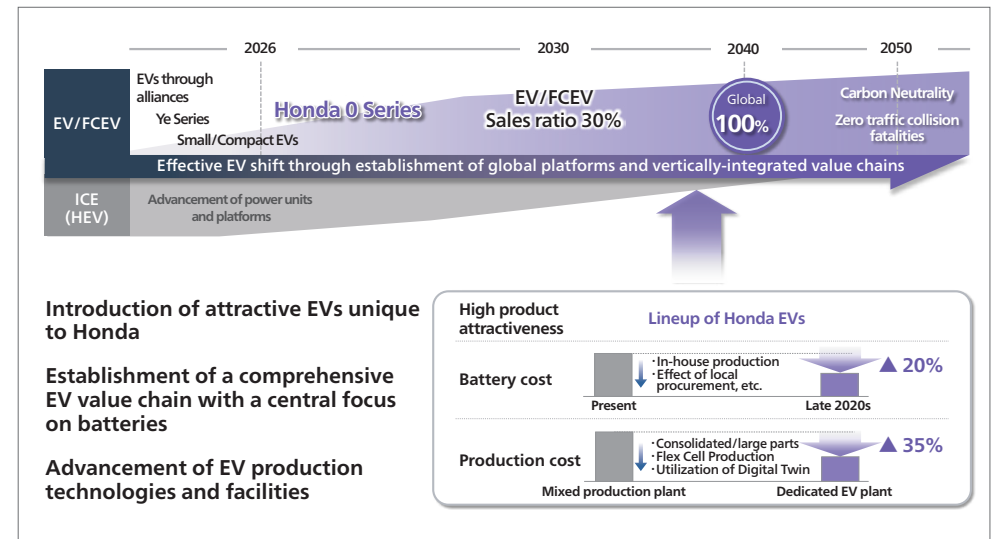 2026
2030
2040
2050
EV/FCEV
EVs through
alliances
Ye Series
Small/Compact EVs
Honda 0 Series
EV/FCEV
Sales ratio 30%
Global
100%
Carbon Neutrality
Zero traffic collision
fatalities
Effective EV shift through establishment of global platforms and vertically-integrated value chains
ICE
(HEV)
Advancement of power units
and platforms
Introduction of attractive EVs unique
to Honda
Establishment of a comprehensive
EV value chain with a central focus
on batteries
Advancement of EV production
technologies and facilities
High product
attractiveness
Lineup of Honda EVs
Battery cost
・In-house production
・Effect of local
procurement, etc.
▲ 20%
Present
Late 2020s
Production cost
・Consolidated/large parts
・Flex Cell Production
・Utilization of Digital Twin
▲ 35%
Mixed production plant
Dedicated EV plant